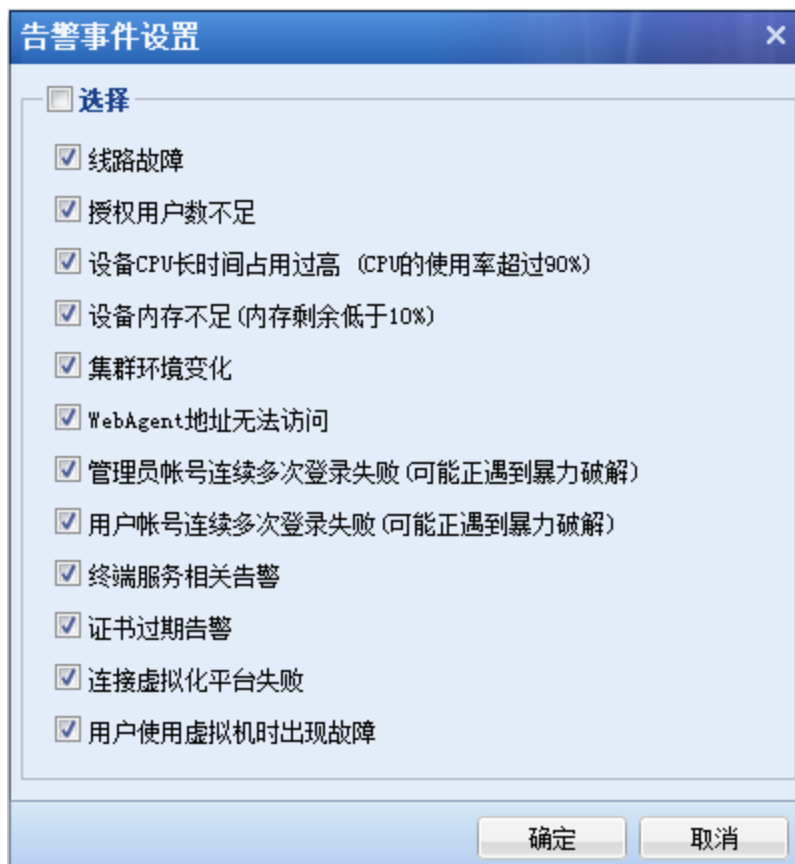 告警事件设置
选择
线路故障
授权用户数不足
设备CPU长时间占用过高 (CPU的使用率超过90%)
设备内存不足(内存剩余低于10%)
集群环境变化
WebAgent地址无法访问
管理员帐号连续多次登录失败(可能正遇到暴力破解)
用户帐号连续多次登录失败(可能正遇到暴力破解)
终端服务相关告警
证书过期告警
连接虚拟化平台失败
用户使用虚拟机时出现故障
确定 取消